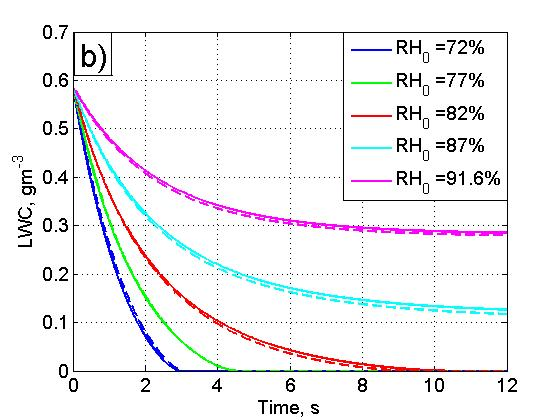 b)
0.7
0.6
0.5
0.4
0.3
0.2
0.1
0
LWC, gm-3
RH0 =72%
RH0 =77%
RH0 =82%
RH0 =87%
RH0 =91.6%
0 2 4 6 8 10 12
Time, s